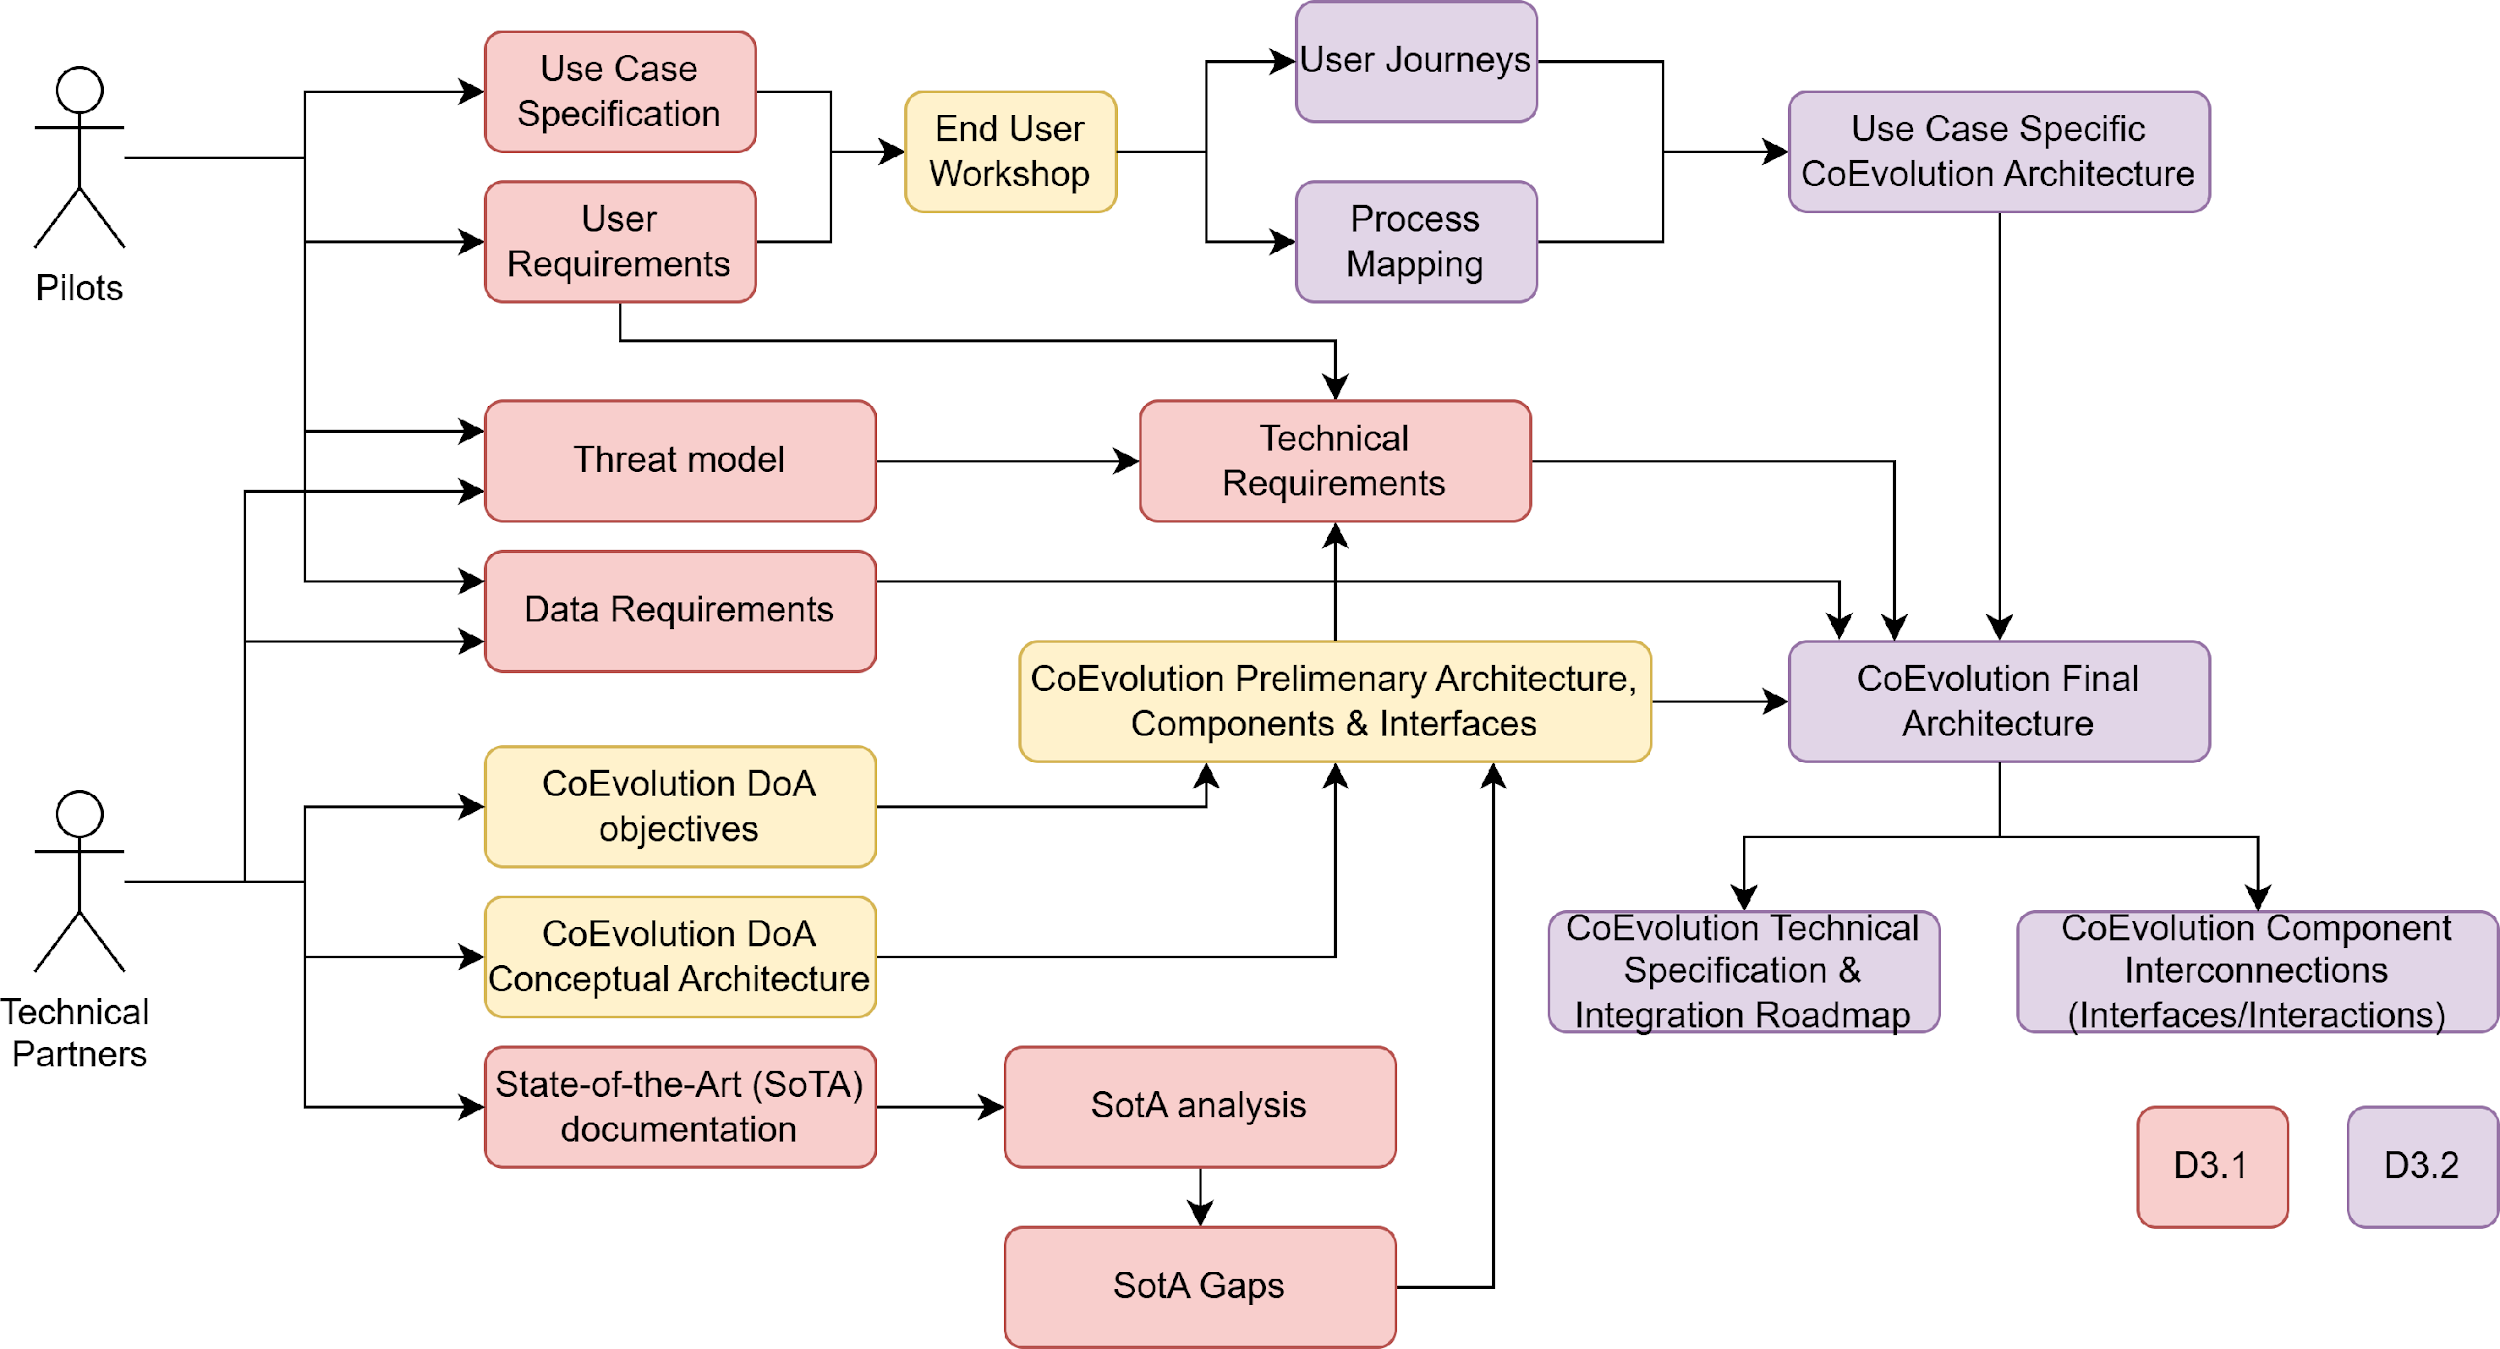 Pilots
Use Case
Specification
User
Requirements
End User
Workshop
User Journeys
Process
Mapping
Use Case Specific
CoEvolution Architecture
Threat model
Technical
Requirements
Data Requirements
CoEvolution Prelimenary Architecture,
Components & Interfaces
CoEvolution Final
Architecture
Technical
Partners
CoEvolution DoA
objectives
CoEvolution DoA
Conceptual Architecture
State-of-the-Art (SoTA)
documentation
SotA analysis
SotA Gaps
CoEvolution Technical
Specification &
Integration Roadmap
CoEvolution Component
Interconnections
(Interfaces/Interactions)
D3.1
D3.2